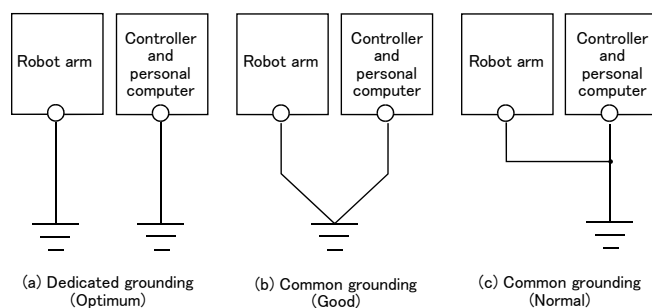 Robot arm
Controller
and
personal
computer
Robot arm
Controller
and
personal
computer
Robot arm
Controller
and
personal
computer
(a) Dedicated grounding
(Optimum)
(b) Common grounding
(Good)
(c) Common grounding
(Normal)